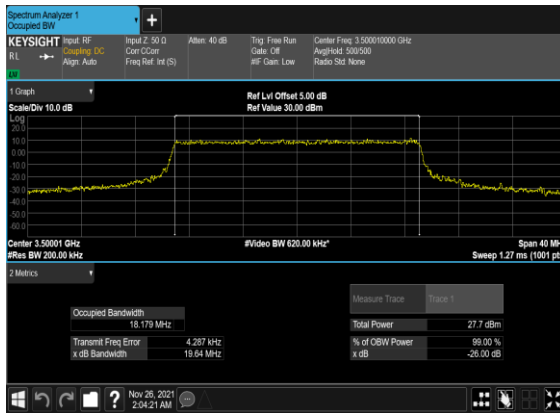 Spectrum Analyzer 1
Occupied BW
KEYSIGHT
RL
Input: RF
Coupling: DC
Align: Auto
Input Z: 50 Ω
Corr CCorr
Freq Ref: Int (S)
Atten: 40 dB
Trig: Free Run
Gate: Off
#IF Gain: Low
Center Freq: 3.500010000 GHz
Avg|Hold: 500/500
Radio Std: None
1 Graph
Scale/Div 10.0 dB
Ref Lvl Offset 5.00 dB
Ref Value 30.00 dBm
Log
20.0
10.0
0.00
-10.0
-20.0
-30.0
-40.0
-50.0
-60.0
Center 3.50001 GHz
#Res BW 200.00 kHz
#Video BW 620.00 kHz*
Span 40 MH
Sweep 1.27 ms (1001 pt
2 Metrics
Measure Trace
Trace 1
Occupied Bandwidth
18.179 MHz
Total Power
27.7 dBm
Transmit Freq Error
4.287 kHz
% of OBW Power
99.00 %
x dB Bandwidth
19.64 MHz
x dB
-26.00 dB
?
Nov 26, 2021
2:04:21 AM